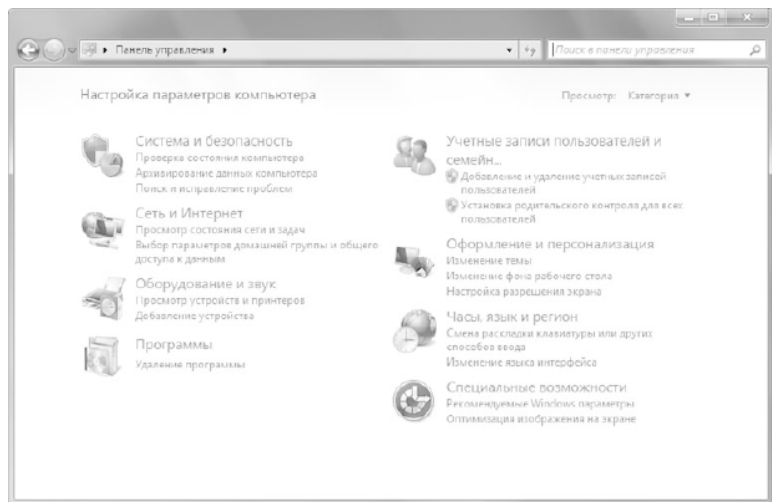 Панель управления
Поиск в панели управления
Настройка параметров компьютера
Просмотр: Категория
Система и безопасность
Проверка состояния компьютера
Архивирование данных компьютера
Поиск и исправление проблем
Сеть и Интернет
Просмотр состояния сети и задач
Выбор параметров домашней группы и общего
доступа к данным
Оборудование и звук
Просмотр устройств и принтеров
Добавление устройства
Программы
Удаление программы
Учетные записи пользователей и
семейн...
Добавление и удаление учетных записей
пользователей
Установка родительского контроля для всех
пользователей
Оформление и персонализация
Изменение темы
Изменение фона рабочего стола
Настройка разрешения экрана
Часы, язык и регион
Смена раскладки клавиатуры или других
способов ввода
Изменение языка интерфейса
Специальные возможности
Рекомендуемые Windows параметры
Оптимизация изображения на экране